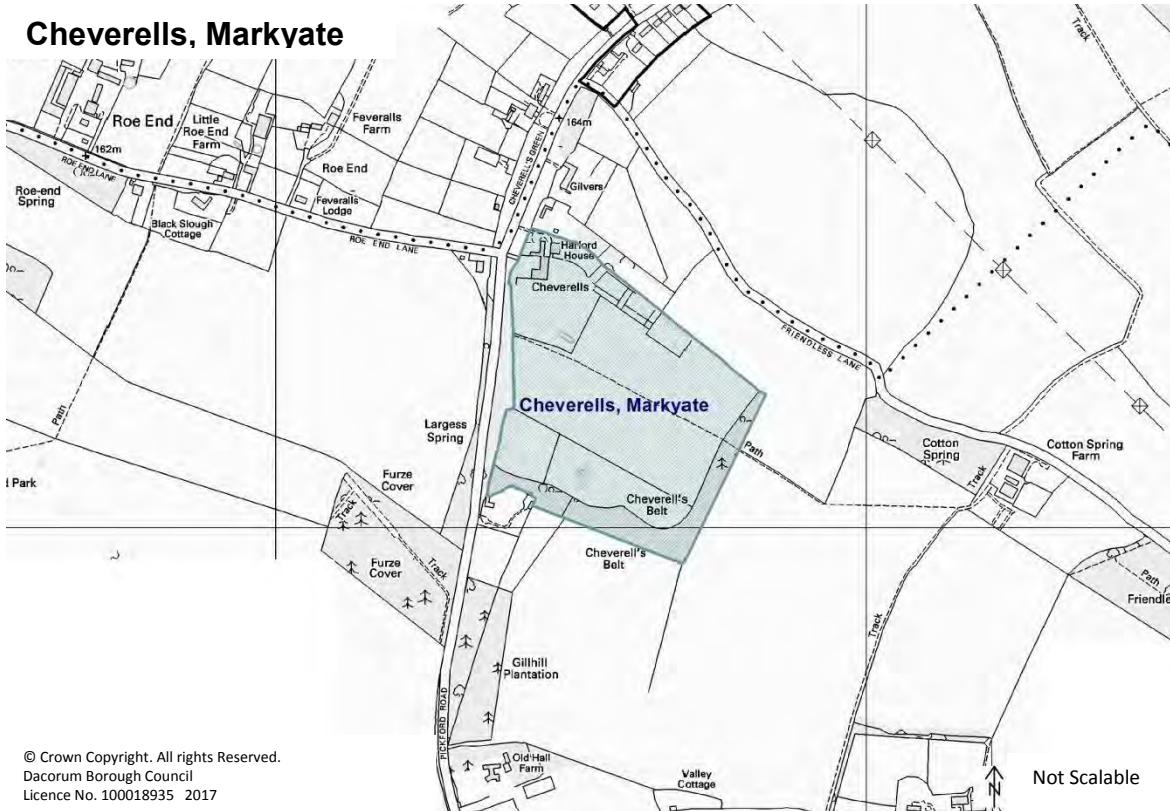 Cheverells, Markyate
Roe End
Little
Roe End
Farm
Feveralls
Farm
164m
162m
ROE END LANE
Roe End
CHEVERELL'S GREEN
Gilvers
Roe-end
Spring
Black Slough
Cottage
Feveralls
Lodge
ROE END LANE
Harford
House
Cheverells
Track
FRIENDLESS LANE
Cheverells, Markyate
Path
Largess
Spring
Path
Cotton
Spring
Cotton Spring
Farm
Track
d Park
Furze
Cover
Track
Cheverell's
Belt
Furze
Cover
Track
Cheverell's
Belt
Path
Friendle
Track
Gillhill
Plantation
PICKFORD ROAD
Old Hall
Farm
Valley
Cottage
N
Not Scalable
© Crown Copyright. All rights Reserved.
Dacorum Borough Council
Licence No. 100018935 2017